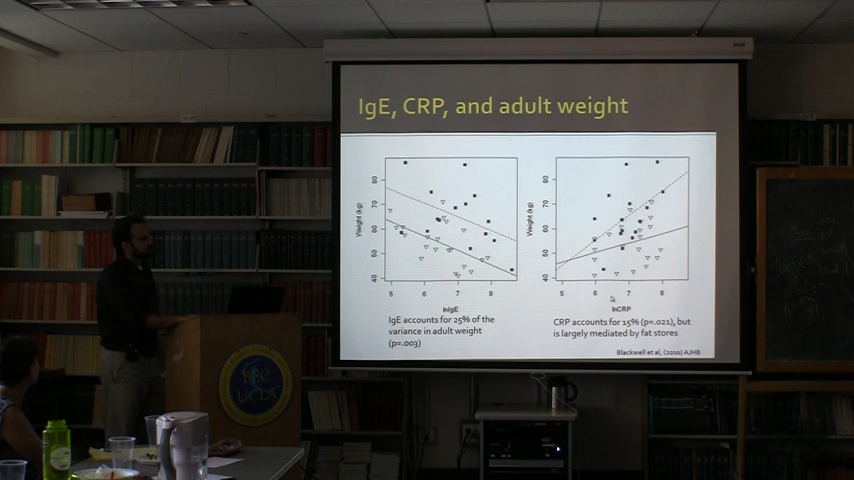 IgE, CRP, and adult weight
Weight (kg)
80
70
60
50
40
5 6 7 8
lnIgE
Weight (kg)
80
70
60
50
40
5 6 7 8
lnCRP
IgE accounts for 25% of the
variance in adult weight
(p=.003)
CRP accounts for 15% (p=.021), but
is largely mediated by fat stores
Blackwell et al, (2010) AJHB
BEC
UCLA